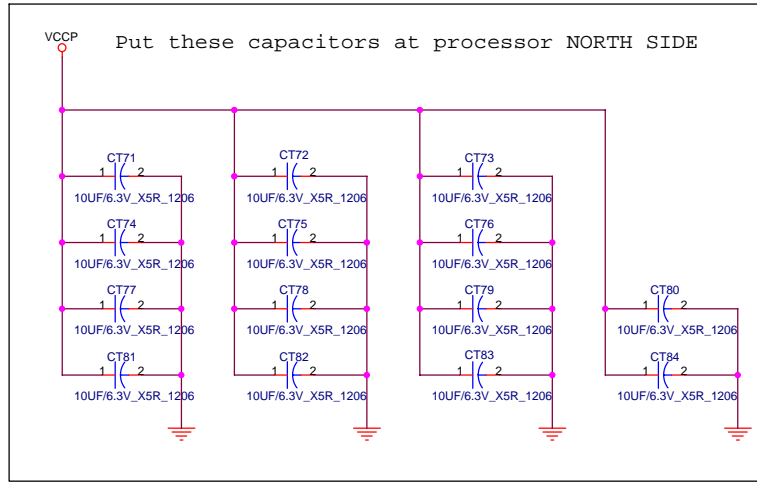 VCCP
Put these capacitors at processor NORTH SIDE
CT71
1 2
10UF/6.3V_X5R_1206
CT72
1 2
10UF/6.3V_X5R_1206
CT73
1 2
10UF/6.3V_X5R_1206
CT74
1 2
10UF/6.3V_X5R_1206
CT75
1 2
10UF/6.3V_X5R_1206
CT76
1 2
10UF/6.3V_X5R_1206
CT77
1 2
10UF/6.3V_X5R_1206
CT78
1 2
10UF/6.3V_X5R_1206
CT79
1 2
10UF/6.3V_X5R_1206
CT80
1 2
10UF/6.3V_X5R_1206
CT81
1 2
10UF/6.3V_X5R_1206
CT82
1 2
10UF/6.3V_X5R_1206
CT83
1 2
10UF/6.3V_X5R_1206
CT84
1 2
10UF/6.3V_X5R_1206